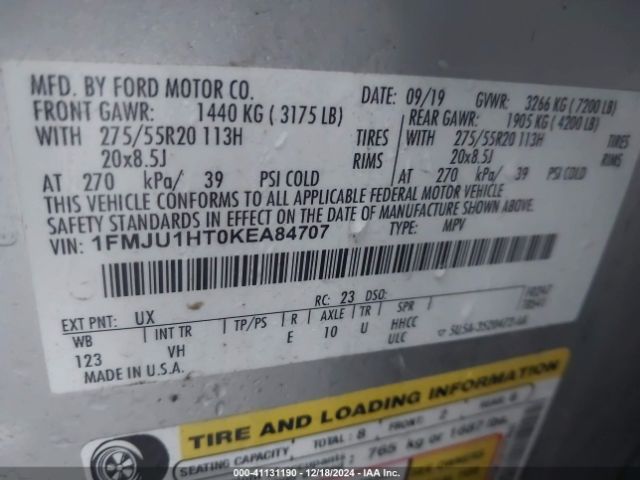 MFD. BY FORD MOTOR CO.
DATE: 09/19 GVWR: 3266 KG ( 7200 LB)
FRONT GAWR: 1440 KG ( 3175 LB) REAR GAWR: 1905 KG ( 4200 LB)
WITH 275/55R20 113H TIRES WITH 275/55R20 113H TIRES
20x8.5J RIMS 20x8.5J RIMS
AT 270 kPa/ 39 PSI COLD AT 270 kPa/ 39 PSI COLD
THIS VEHICLE CONFORMS TO ALL APPLICABLE FEDERAL MOTOR VEHICLE
SAFETY STANDARDS IN EFFECT ON THE DATE OF MANUFACTURE SHOWN ABOVE.
VIN: 1FMJU1HT0KEA84707 TYPE: MPV
EXT PNT: UX RC: 23 DSO:
WB INT TR TP/PS R AXLE TR SPR
123 VH E 10 U HHCC
ULC
MADE IN U.S.A.
TIRE AND LOADING INFORMATION
SEATING CAPACITY TOTAL: 8 FRONT: 2
765 kg or 1687 lbs.
000-41131190 - 12/18/2024 - IAA Inc.